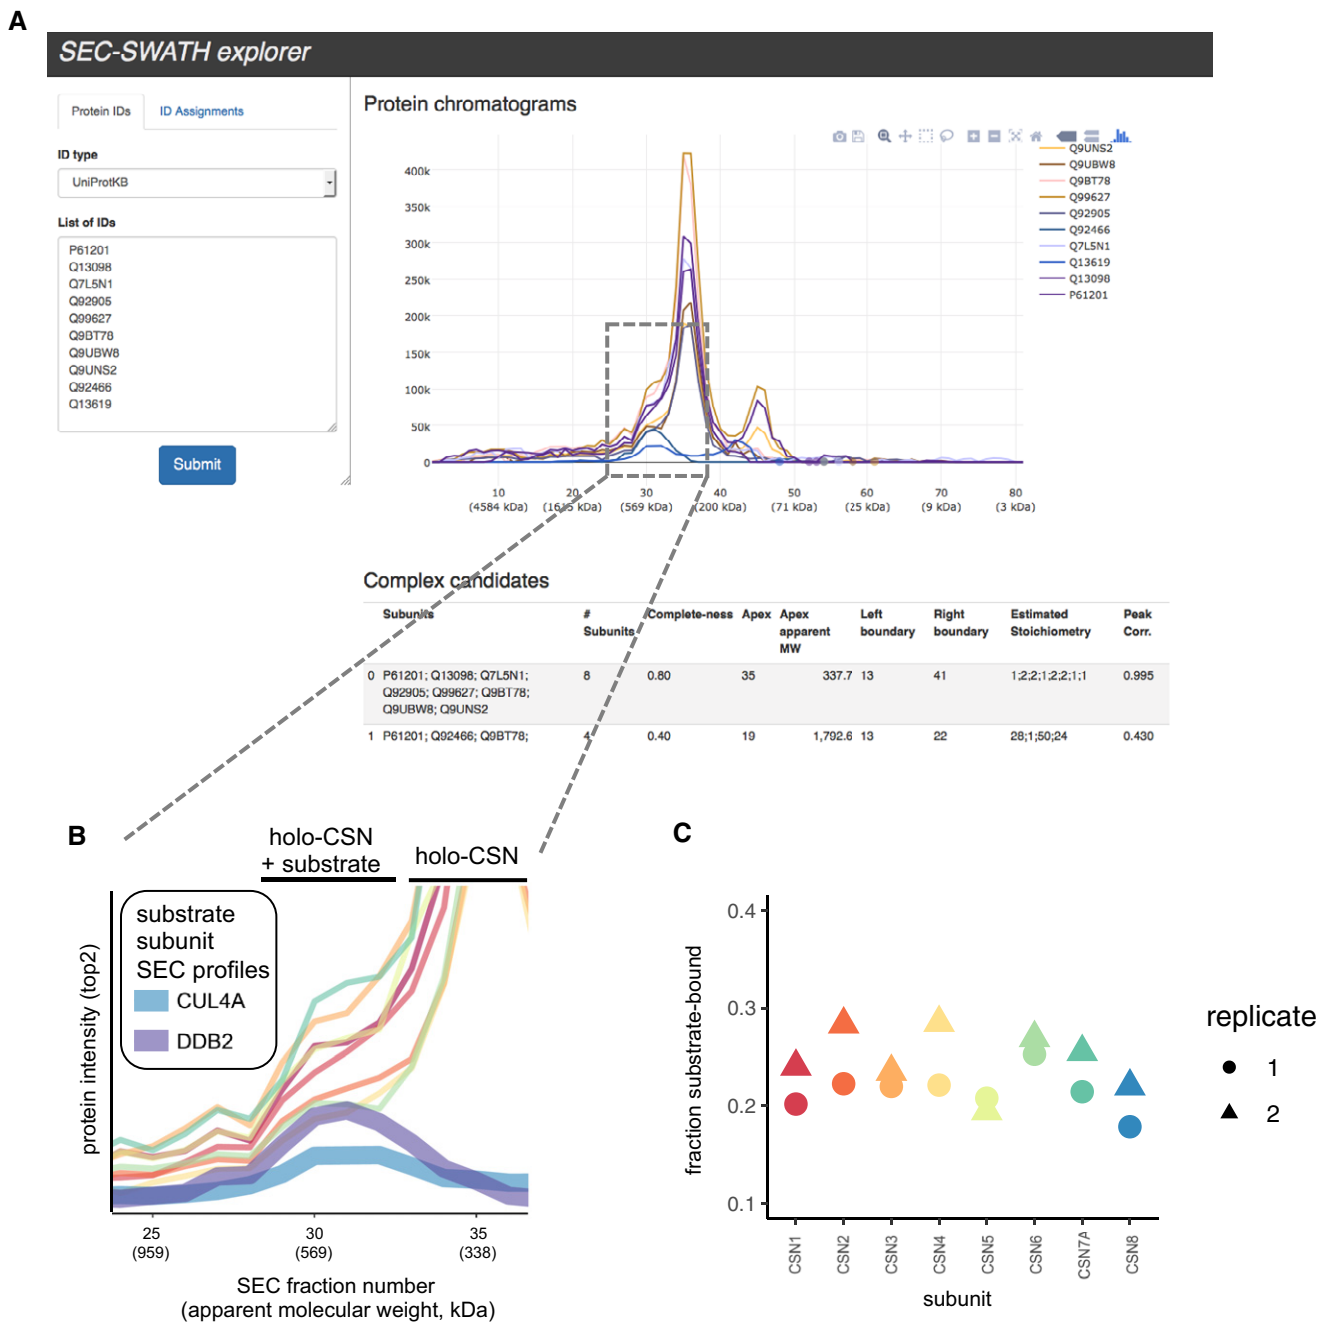 A
SEC-SWATH explorer
Protein IDs
ID Assignments
ID type
UniProtKB
List of IDs
P61201
Q13098
Q7L5N1
Q92905
Q99627
Q9BT78
Q9UBW8
Q9UNS2
Q92466
Q13619
Submit
Protein chromatograms
400k
350k
300k
250k
200k
150k
100k
50k
0
10 20 30 40 50 60 70 80
(4584 kDa) (1615 kDa) (569 kDa) (200 kDa) (71 kDa) (25 kDa) (9 kDa) (3 kDa)
Q9UNS2
Q9UBW8
Q9BT78
Q99627
Q92905
Q92466
Q7L5N1
Q13619
Q13098
P61201
Complex candidates
Subunits # Subunits Complete-ness Apex Apex apparent MW Left boundary Right boundary Estimated Stoichiometry Peak Corr.
0 P61201; Q13098; Q7L5N1; 8 0.80 35 337.7 13 41 1;2;2;1;2;2;1;1 0.995
Q92905; Q99627; Q9BT78;
Q9UBW8; Q9UNS2
1 P61201; Q92466; Q9BT78; 4 0.40 19 1,792.6 13 22 28;1;50;24 0.430
B
holo-CSN
+ substrate
holo-CSN
substrate
subunit
SEC profiles
CUL4A
DDB2
protein intensity (top2)
25 30 35
(959) (569) (338)
SEC fraction number
(apparent molecular weight, kDa)
C
fraction substrate-bound
0.4
0.3
0.2
0.1
CSN1
CSN2
CSN3
CSN4
CSN5
CSN6
CSN7A
CSN8
subunit
replicate
1
2